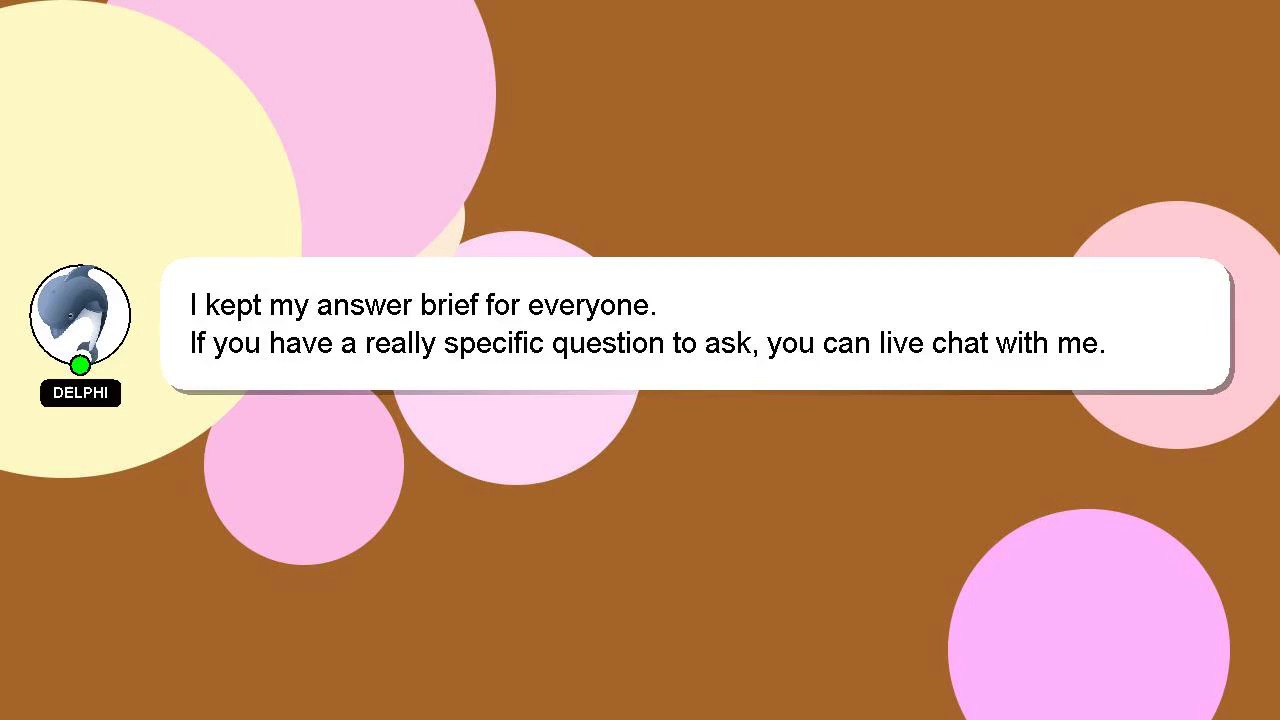 I kept my answer brief for everyone.
If you have a really specific question to ask, you can live chat with me.
DELPHI